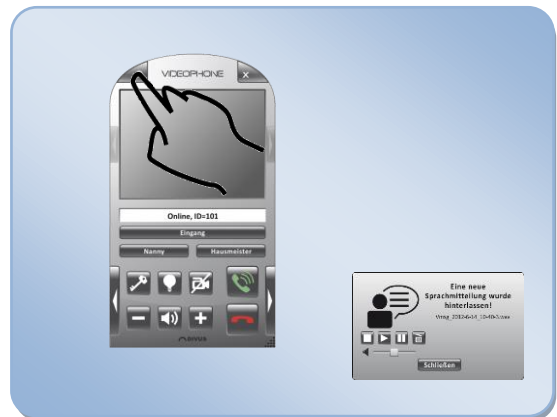 VIDEOPHONE
Online, ID=101
Eingang
Nanny
Hausmeister
Eine neue
Sprachmitteilung wurde
hinterlassen!
Schließen